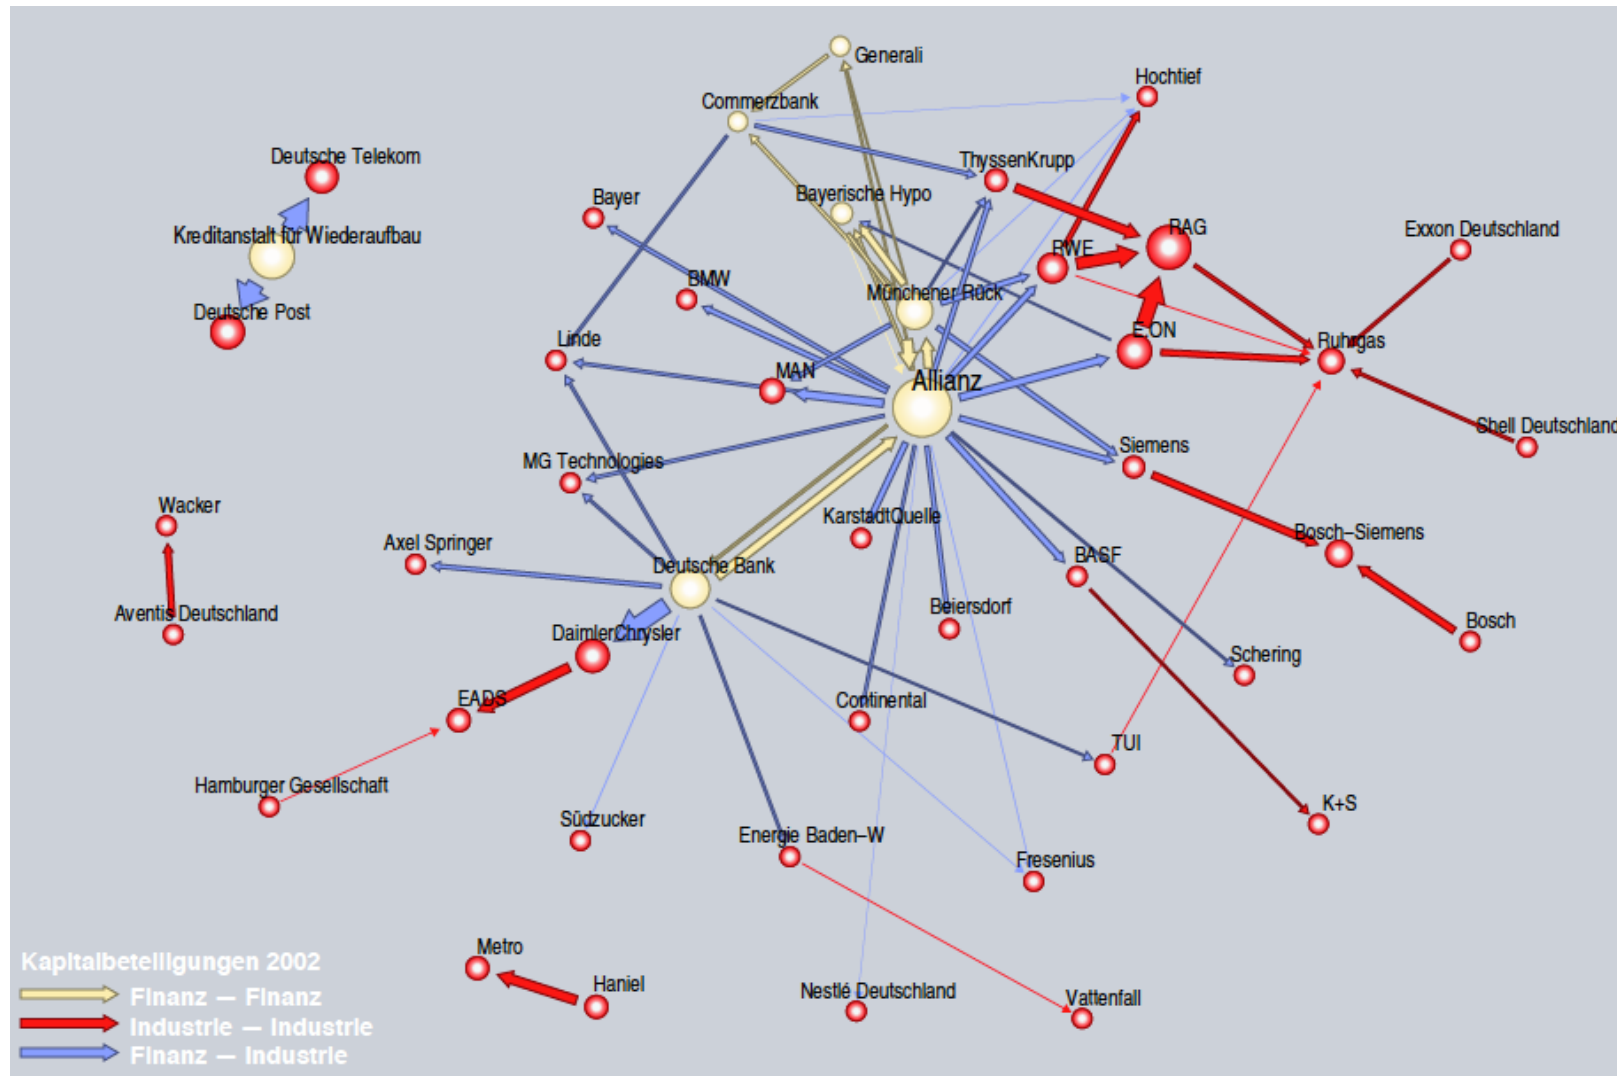 Generali
Hochtief
Commerzbank
Deutsche Telekom
ThyssenKrupp
Bayerische Hypo
Bayer
RAG
Exxon Deutschland
Kreditanstalt für Wiederaufbau
RWE
BMW
Münchener Rück
Deutsche Post
E.ON
Linde
Ruhrgas
MAN
Allianz
Shell Deutschland
Siemens
MG Technologies
Wacker
KarstadtQuelle
Bosch–Siemens
Axel Springer
BASF
Deutsche Bank
Aventis Deutschland
Beiersdorf
Bosch
DaimlerChrysler
Schering
EADS
Continental
TUI
Hamburger Gesellschaft
K+S
Südzucker
Energie Baden–W
Fresenius
Metro
Haniel
Nestlé Deutschland
Vattenfall
Kapitalbeteiligungen 2002
Finanz — Finanz
Industrie — Industrie
Finanz — Industrie